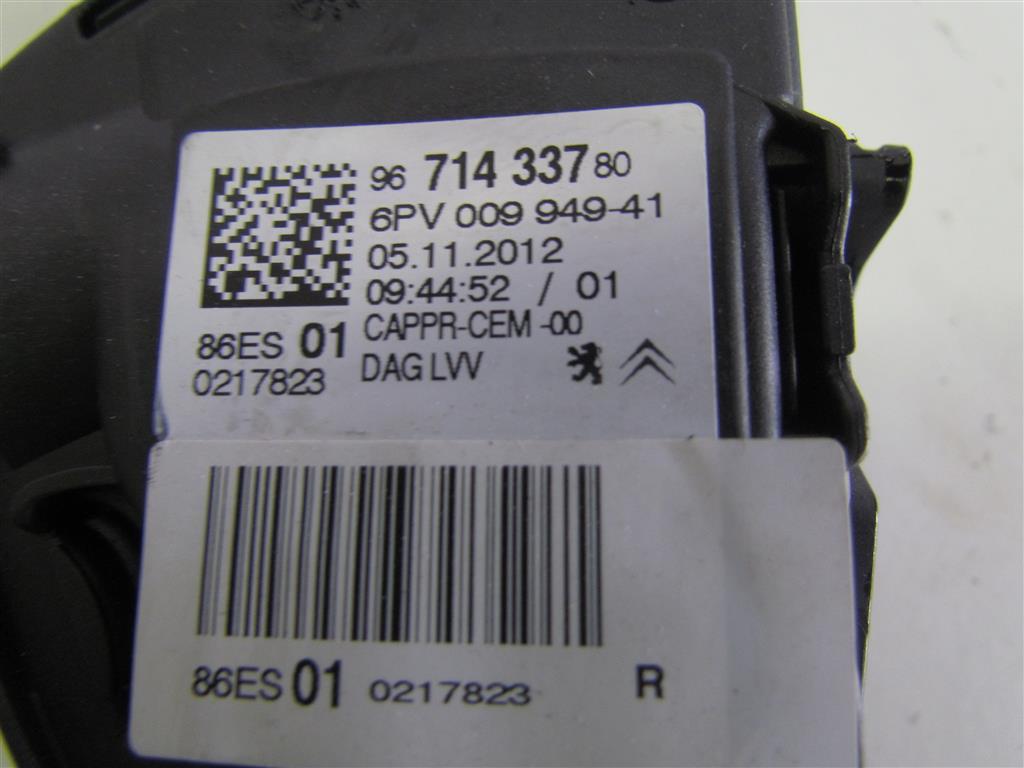 96 714 337 80
6PV 009 949-41
05.11.2012
09:44:52 / 01
86ES 01 CAPPR-CEM -00
0217823 DAG LVV
86ES 01 0217823 R